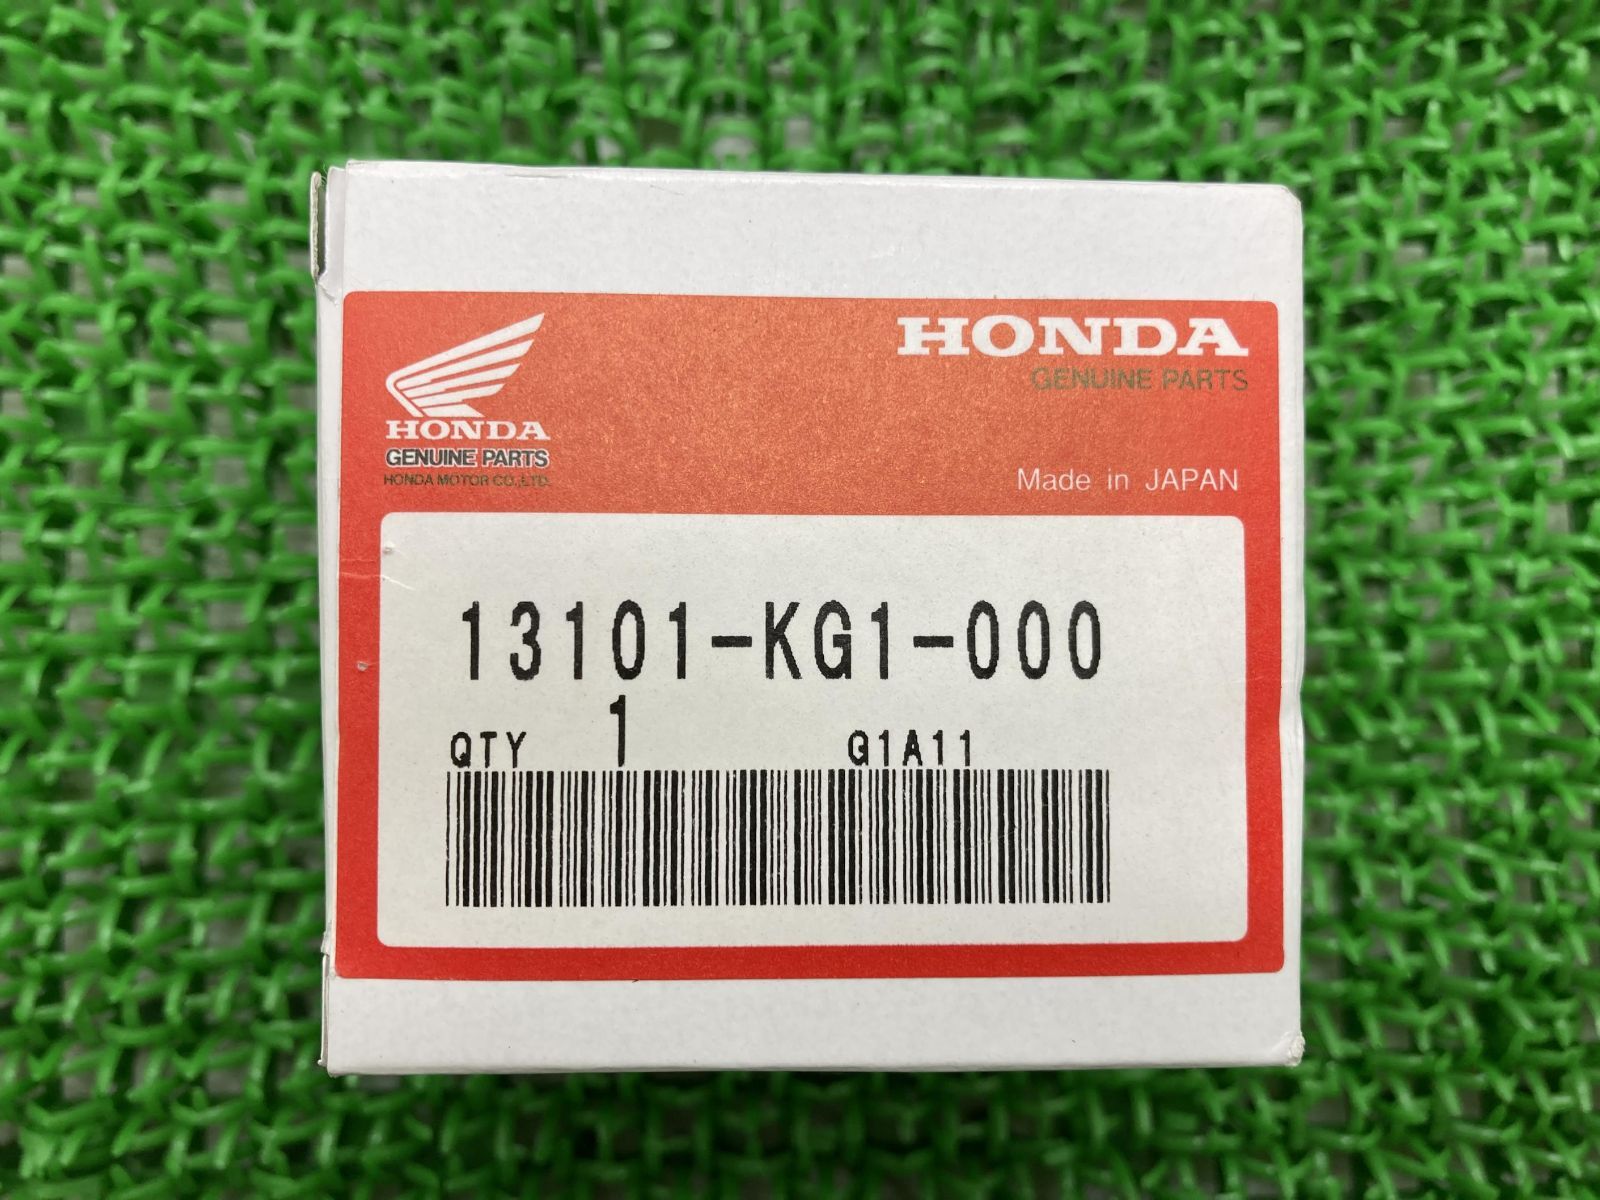 HONDA
GENUINE PARTS
HONDA MOTOR CO.,LTD.
HONDA
GENUINE PARTS
Made in JAPAN
13101-KG1-000
QTY 1 G1A11